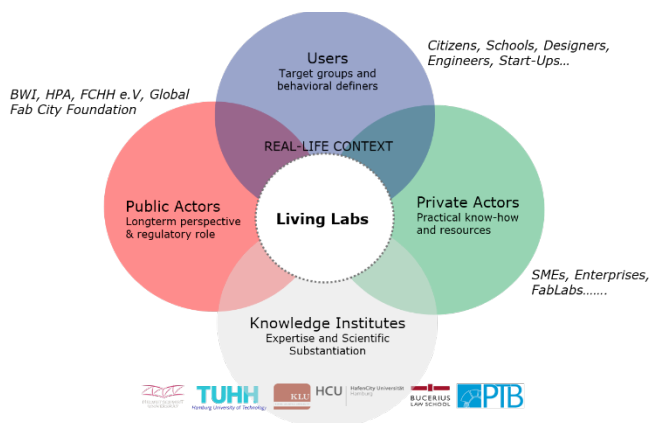 Users
Target groups and
behavioral definers
Citizens, Schools, Designers,
Engineers, Start-Ups...
BWI, HPA, FCHH e.V, Global
Fab City Foundation
REAL-LIFE CONTEXT
Public Actors
Longterm perspective
& regulatory role
Living Labs
Private Actors
Practical know-how
and resources
SMEs, Enterprises,
FabLabs.......
Knowledge Institutes
Expertise and Scientific
Substantiation
TUHH
Hamburg University of Technology
KLU
HCU
HafenCity Universität
Hamburg
BUCERIUS
LAW SCHOOL
PTB